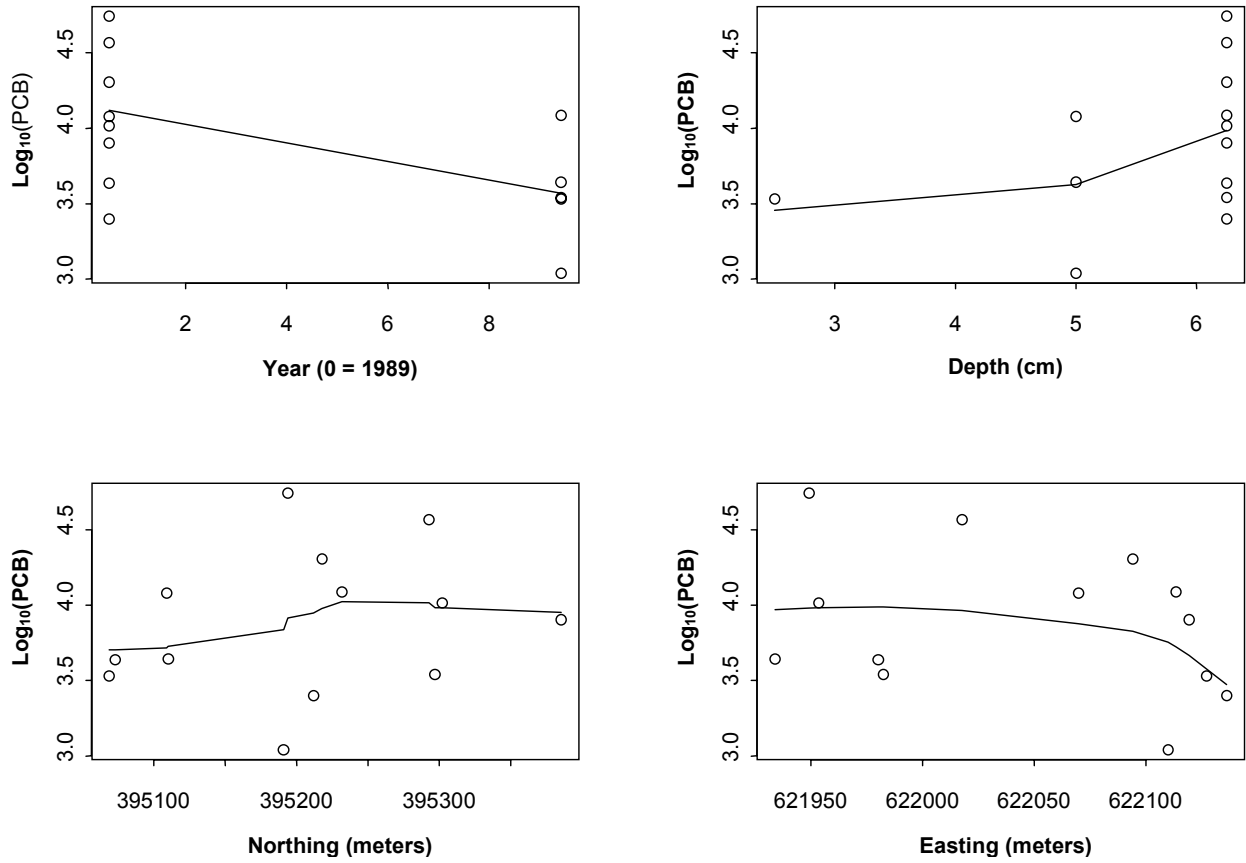 Log₁₀(PCB)
4.5
4.0
3.5
3.0
2 4 6 8
Year (0 = 1989)
Log₁₀(PCB)
4.5
4.0
3.5
3.0
3 4 5 6
Depth (cm)
Log₁₀(PCB)
4.5
4.0
3.5
3.0
395100 395200 395300
Northing (meters)
Log₁₀(PCB)
4.5
4.0
3.5
3.0
621950 622000 622050 622100
Easting (meters)